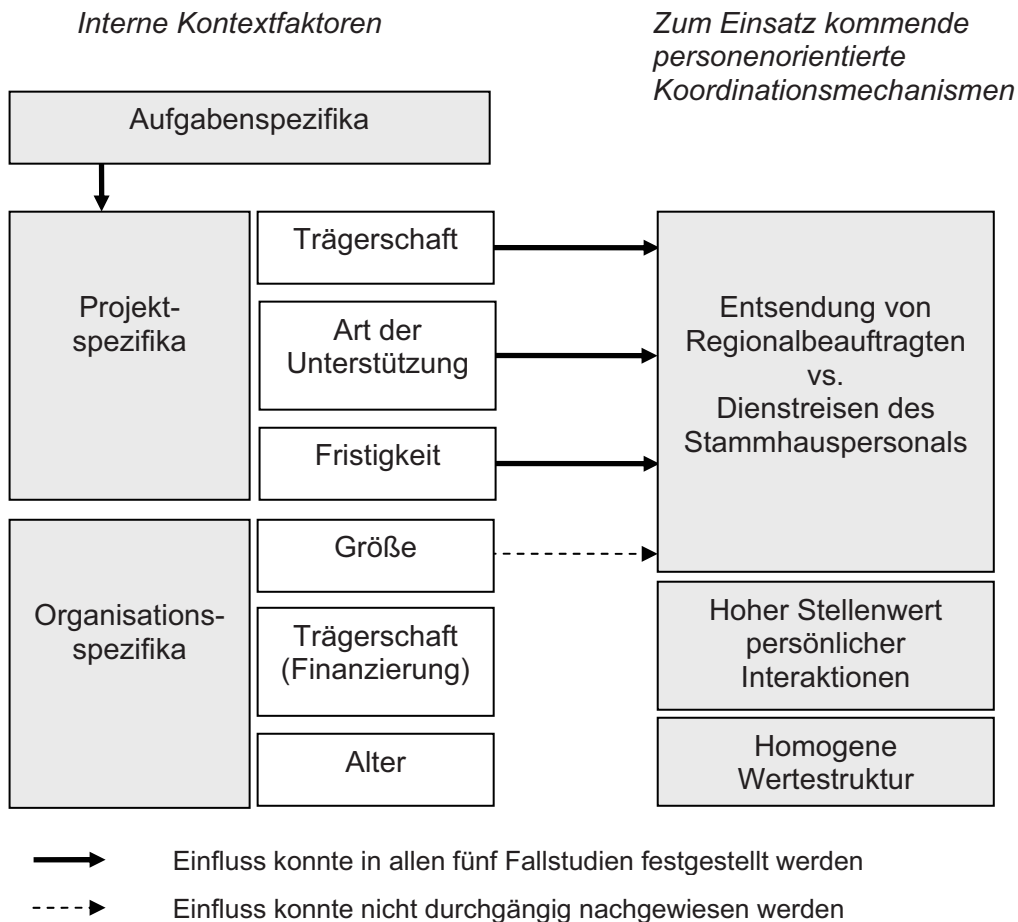 Interne Kontextfaktoren
Zum Einsatz kommende
personenorientierte
Koordinationsmechanismen
Aufgabenspezifika
Projekt-
spezifika
Trägerschaft
Art der
Unterstützung
Fristigkeit
Entsendung von
Regionalbeauftragten
vs.
Dienstreisen des
Stammhauspersonals
Organisations-
spezifika
Größe
Trägerschaft
(Finanzierung)
Alter
Hoher Stellenwert
persönlicher
Interaktionen
Homogene
Wertestruktur
Einfluss konnte in allen fünf Fallstudien festgestellt werden
Einfluss konnte nicht durchgängig nachgewiesen werden